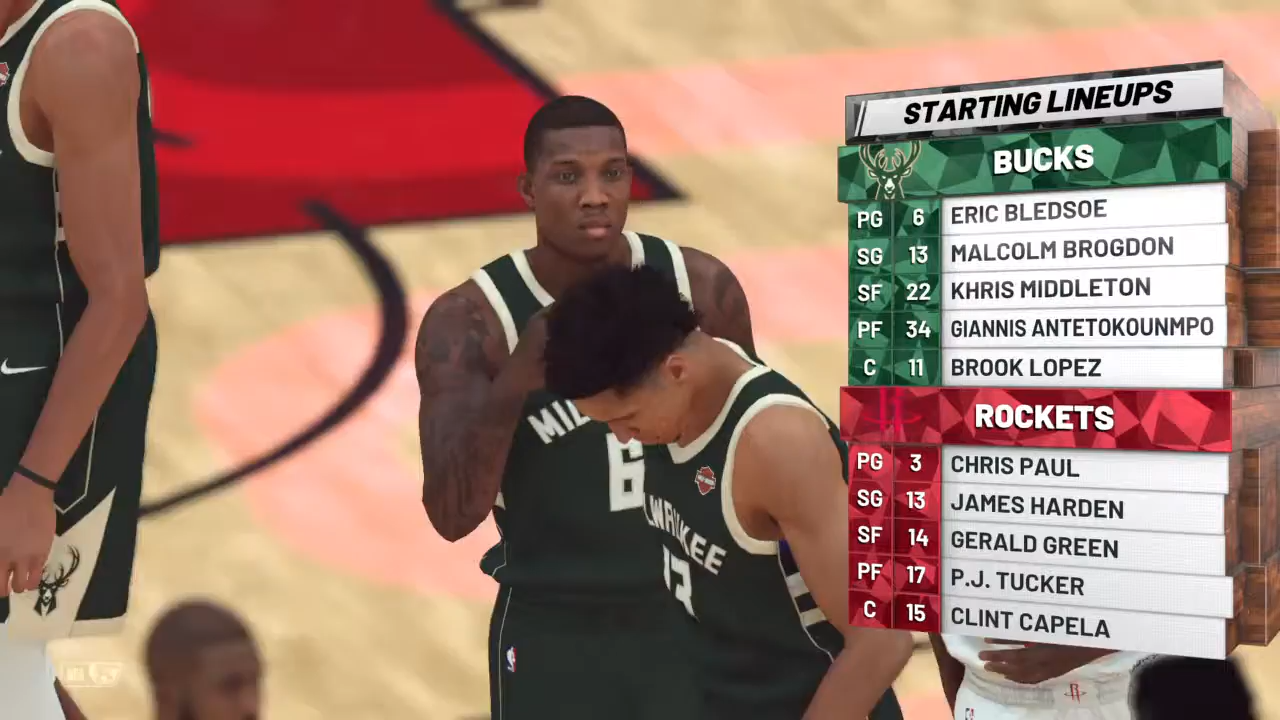 STARTING LINEUPS
BUCKS
PG 6 ERIC BLEDSOE
SG 13 MALCOLM BROGDON
SF 22 KHRIS MIDDLETON
PF 34 GIANNIS ANTETOKOUNMPO
C 11 BROOK LOPEZ
ROCKETS
PG 3 CHRIS PAUL
SG 13 JAMES HARDEN
SF 14 GERALD GREEN
PF 17 P.J. TUCKER
C 15 CLINT CAPELA
6
13